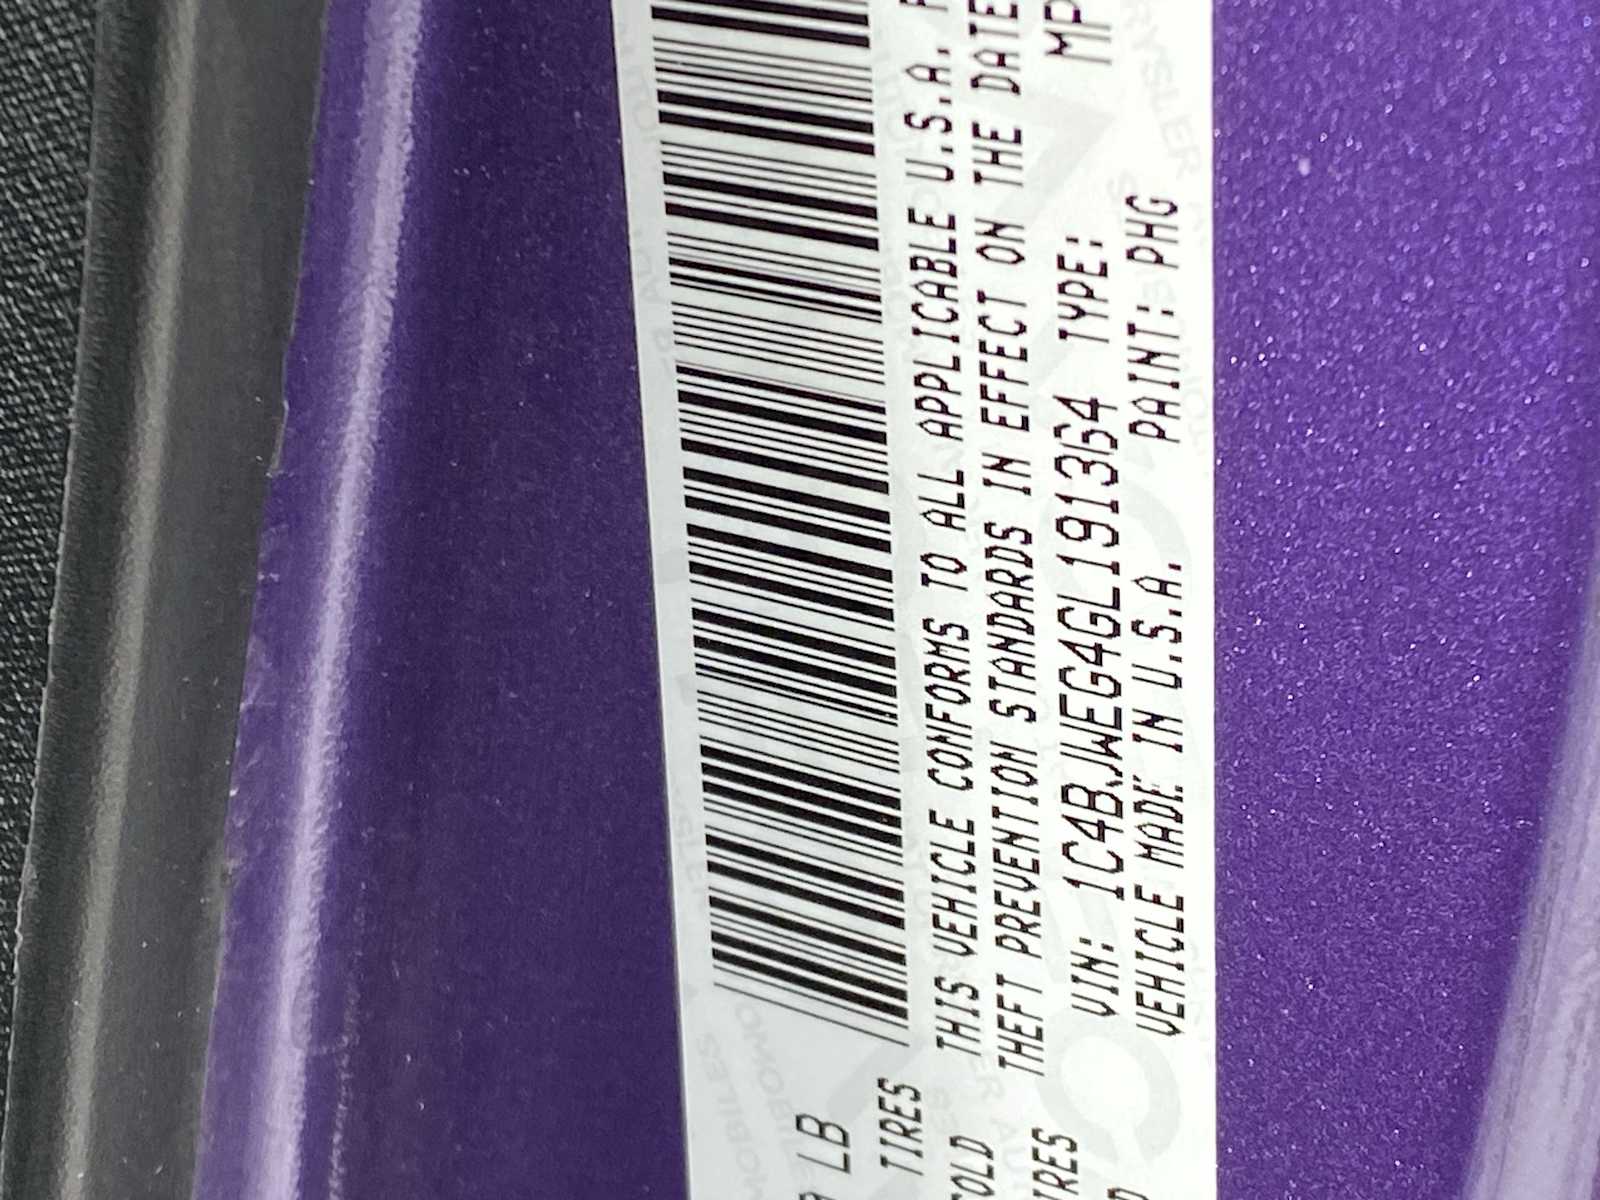 LB
TIRES
THIS VEHICLE CONFORMS TO ALL APPLICABLE U.S.A.
COLD
THEFT PREVENTION STANDARDS IN EFFECT ON THE DATE
VIN: 1C4BJWEG4GL191364 TYPE: MP
VEHICLE MADE IN U.S.A. PAINT: PHG